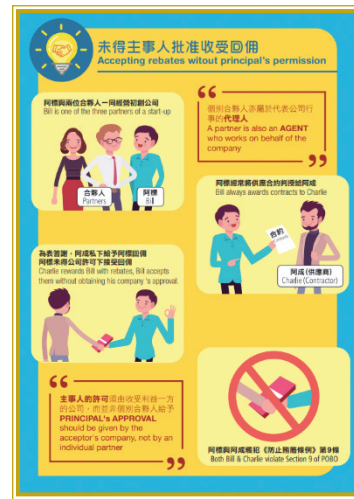 未得主事人批准收受回佣
Accepting rebates witout principal's permission
阿標與兩位合夥人一同經營初創公司
Bill is one of the three partners of a start-up
合夥人
Partners
阿標
Bill
個別合夥人亦屬於代表公司行
事的代理人
A partner is also an AGENT
who works on behalf of the
company
阿標經常將供應合約判授給阿成
Bill always awards contracts to Charlie
合約
阿成 (供應商)
Charlie (Contractor)
為表答謝，阿成私下給予阿標回佣
阿標未得公司許可下接受回佣
Charlie rewards Bill with rebates, Bill accepts
them without obtaining his company 's approval.
主事人的許可須由收受利益一方
的公司，而並非個別合夥人給予
PRINCIPAL's APPROVAL
should be given by the
acceptor's company, not by an
individual partner
阿標與阿成觸犯《防止賄賂條例》第9條
Both Bill & Charlie violate Section 9 of POBO